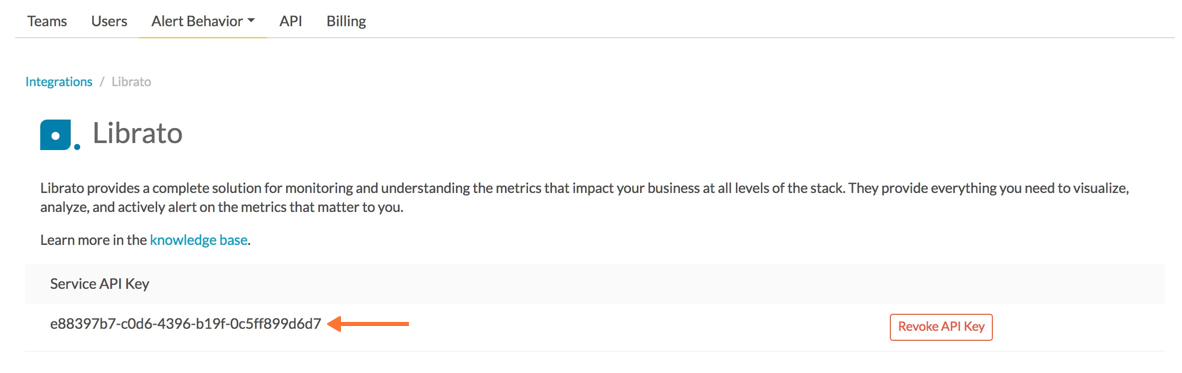 Teams Users Alert Behavior API Billing
Integrations / Librato
Librato
Librato provides a complete solution for monitoring and understanding the metrics that impact your business at all levels of the stack. They provide everything you need to visualize,
analyze, and actively alert on the metrics that matter to you.
Learn more in the knowledge base.
Service API Key
e88397b7-c0d6-4396-b19f-0c5ff899d6d7
Revoke API Key